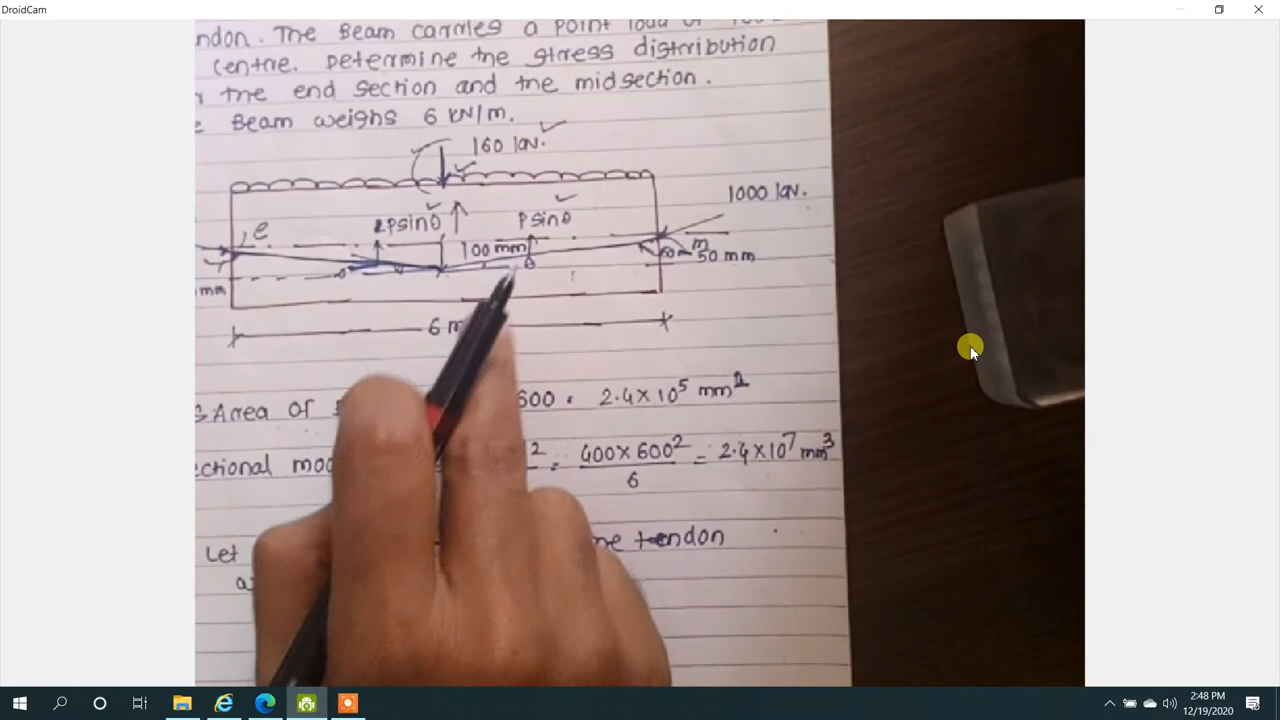 DroidCam
ndon. The Beam carries a point load of
centre. Determine the stress distribution
r the end section and the midsection.
e Beam weighs 6 kN/m.
160 kN.
1000 kN.
e
2Psinθ
Psinθ
100 mm
50 mm
mm
6 m
Area of 600 = 2.4 x 10⁵ mm²
ectional mod 2 = 400 x 600² / 6 = 2.4 x 10⁷ mm³
Let the tendon
2:48 PM
12/19/2020